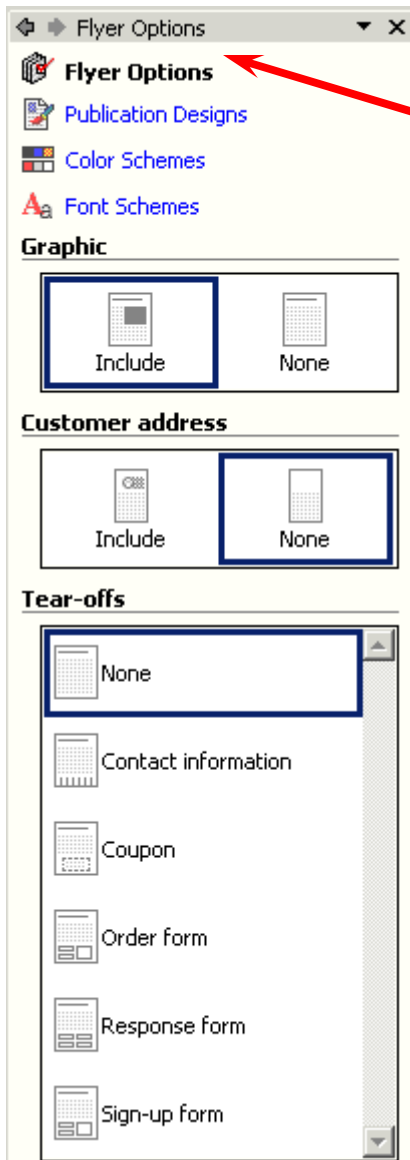 Flyer Options
Flyer Options
Publication Designs
Color Schemes
Aa Font Schemes
Graphic
Include None
Customer address
Include None
Tear-offs
None
Contact information
Coupon
Order form
Response form
Sign-up form